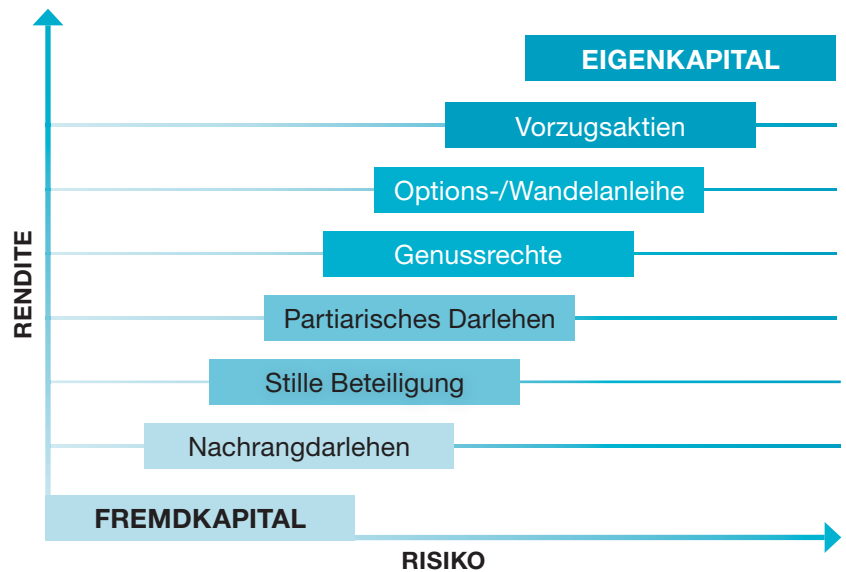 EIGENKAPITAL
Vorzugsaktien
Options-/Wandelanleihe
Genussrechte
Partiarisches Darlehen
Stille Beteiligung
Nachrangdarlehen
FREMDKAPITAL
RENDITE
RISIKO